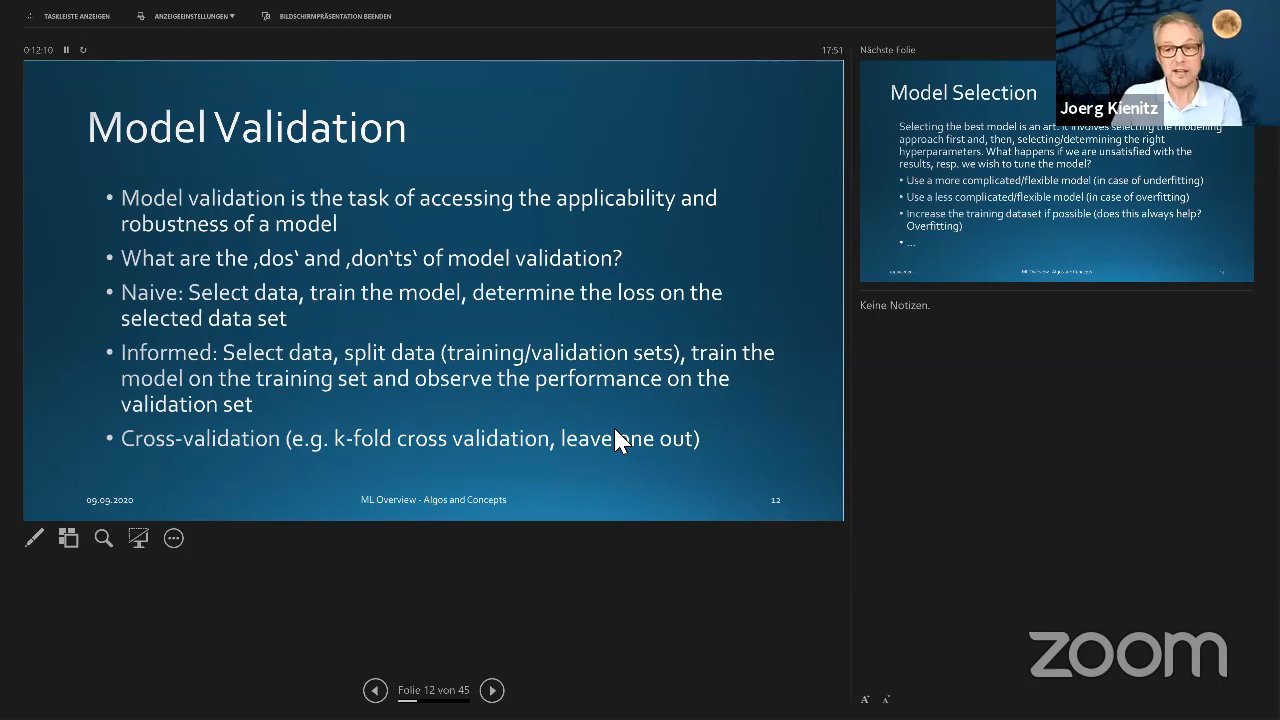 TASKLEISTE ANZEIGEN
ANZEIGEEINSTELLUNGEN
BILDSCHIRMPRÄSENTATION BEENDEN
0:12:10
17:51
Model Validation
• Model validation is the task of accessing the applicability and
robustness of a model
• What are the ‚dos‘ and ‚don‘ts‘ of model validation?
• Naive: Select data, train the model, determine the loss on the
selected data set
• Informed: Select data, split data (training/validation sets), train the
model on the training set and observe the performance on the
validation set
• Cross-validation (e.g. k-fold cross validation, leave one out)
09.09.2020
ML Overview - Algos and Concepts
12
Folie 12 von 45
Nächste Folie
Model Selection
Selecting the best model is an art. It involves selecting the modelling
approach first and, then, selecting/determining the right
hyperparameters. What happens if we are unsatisfied with the
results, resp. we wish to tune the model?
• Use a more complicated/flexible model (in case of underfitting)
• Use a less complicated/flexible model (in case of overfitting)
• Increase the training dataset if possible (does this always help?
Overfitting)
• ...
09.09.2020
ML Overview - Algos and Concepts
Keine Notizen.
Joerg Kienitz
zoom
A
A